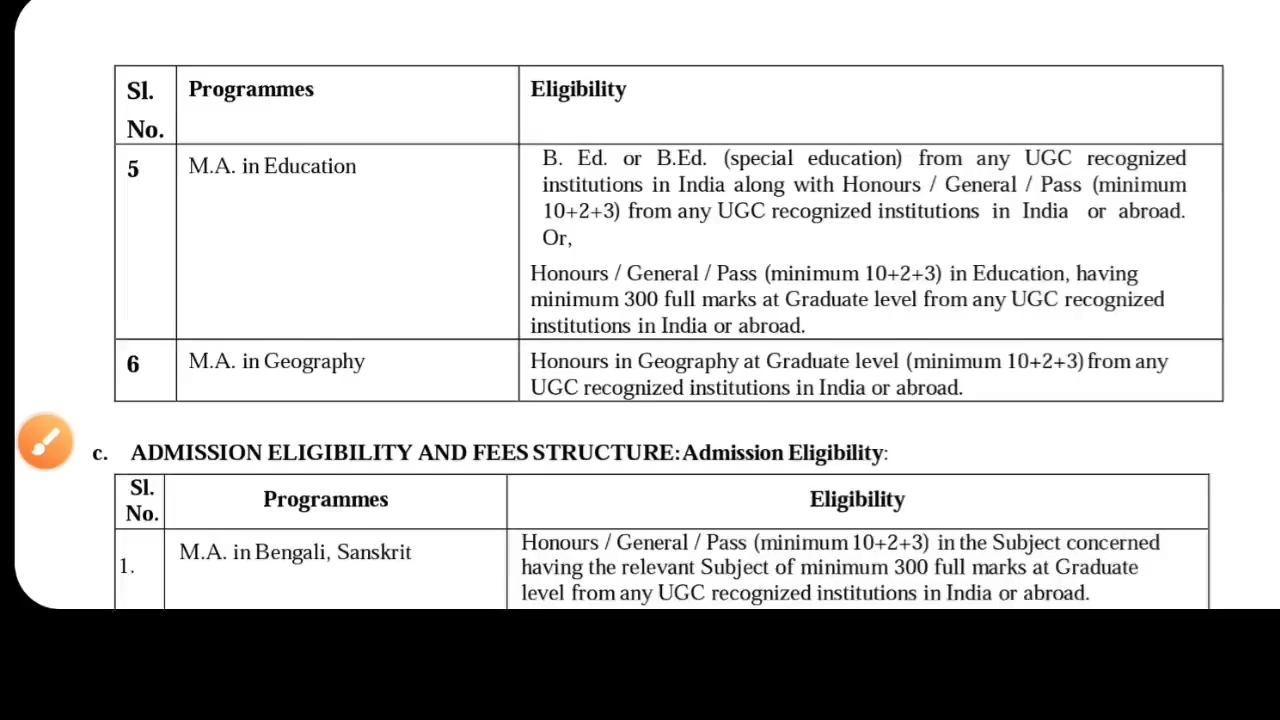 Sl. Programmes Eligibility
No.
5 M.A. in Education B. Ed. or B.Ed. (special education) from any UGC recognized
institutions in India along with Honours / General / Pass (minimum
10+2+3) from any UGC recognized institutions in India or abroad.
Or,
Honours / General / Pass (minimum 10+2+3) in Education, having
minimum 300 full marks at Graduate level from any UGC recognized
institutions in India or abroad.
6 M.A. in Geography Honours in Geography at Graduate level (minimum 10+2+3) from any
UGC recognized institutions in India or abroad.
c. ADMISSION ELIGIBILITY AND FEES STRUCTURE: Admission Eligibility:
Sl.
No. Programmes Eligibility
1. M.A. in Bengali, Sanskrit Honours / General / Pass (minimum 10+2+3) in the Subject concerned
having the relevant Subject of minimum 300 full marks at Graduate
level from any UGC recognized institutions in India or abroad.